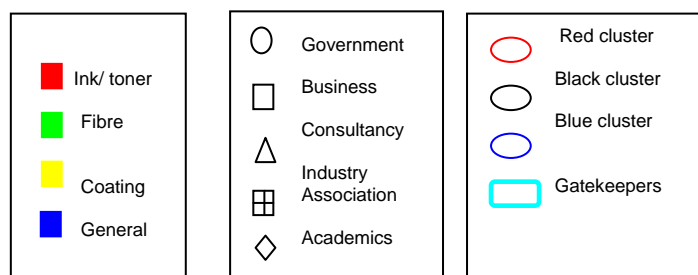 Ink/ toner
Fibre
Coating
General
Government
Business
Consultancy
Industry
Association
Academics
Red cluster
Black cluster
Blue cluster
Gatekeepers